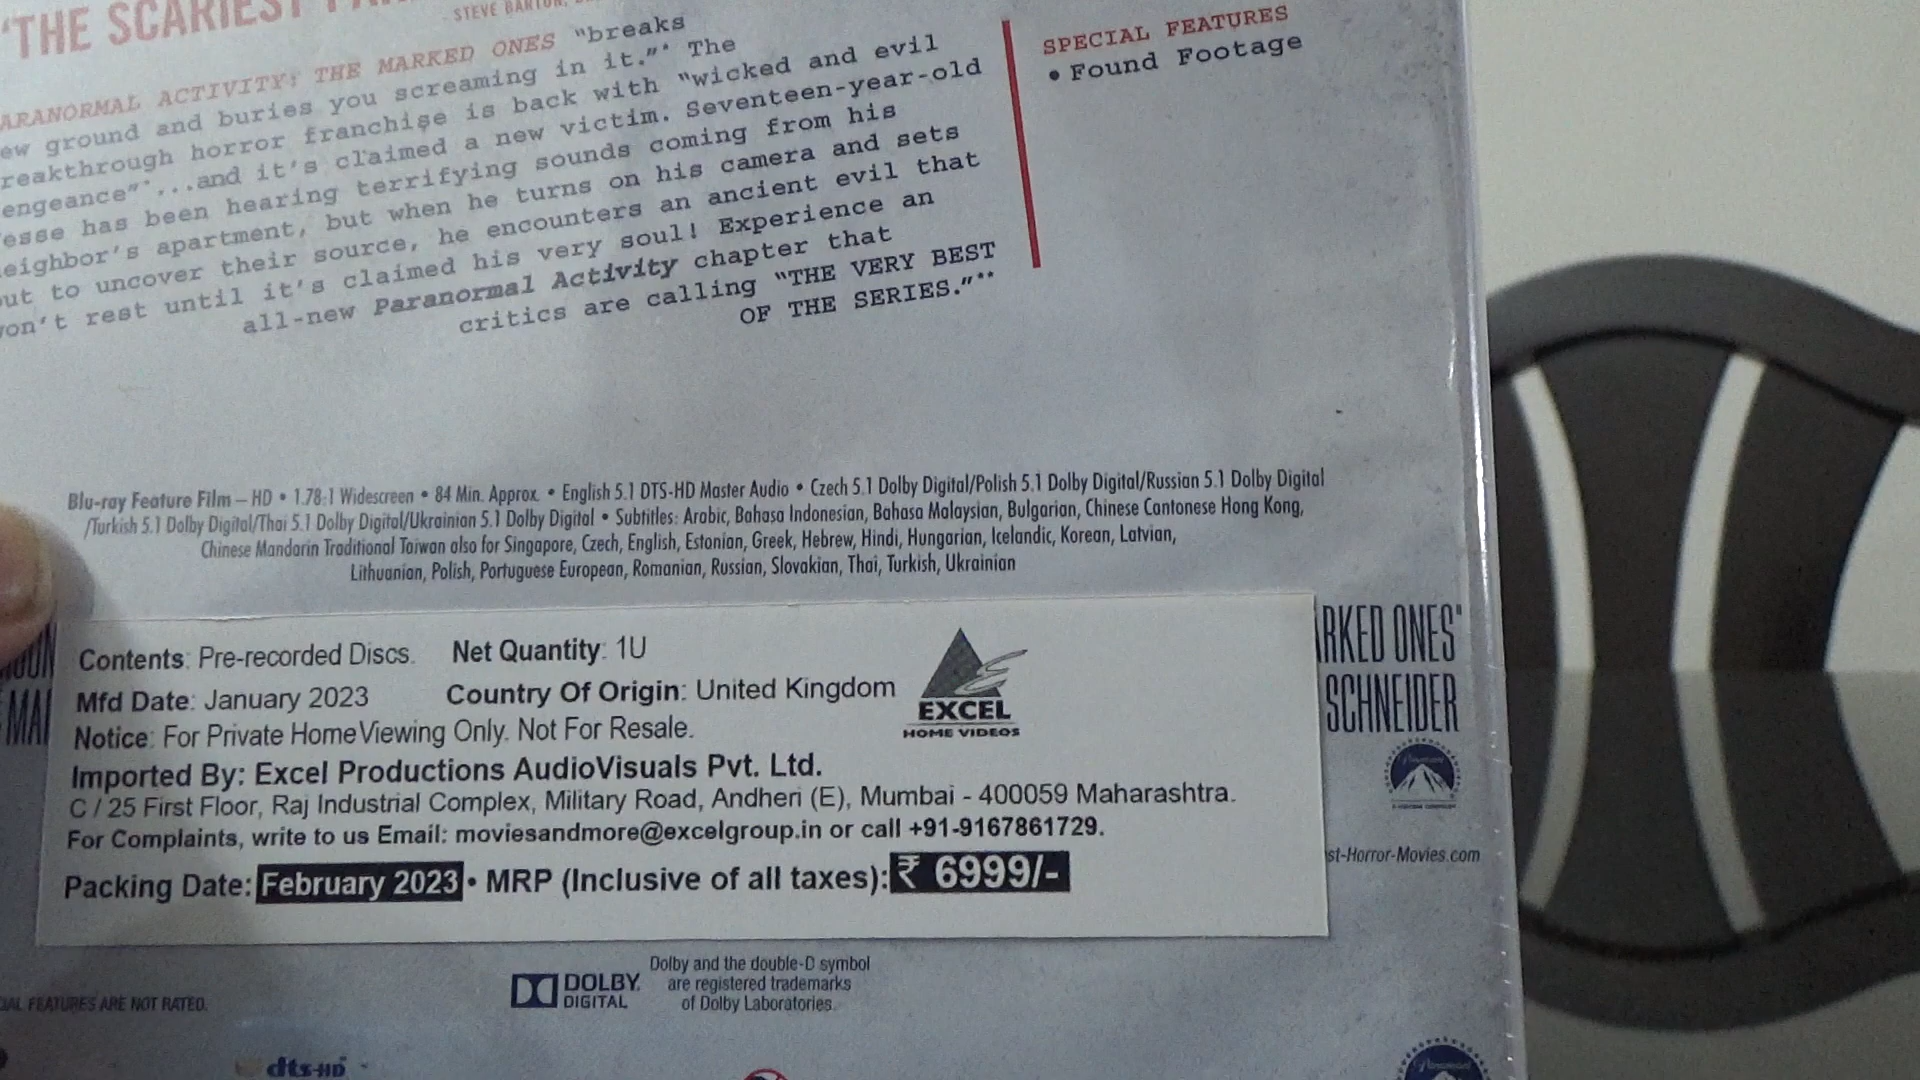 "THE SCARIEST
- STEVE BARTON,
ARANORMAL ACTIVITY: THE MARKED ONES "breaks
ew ground and buries you screaming in it."* The
reakthrough horror franchise is back with "wicked and evil
engeance"*...and it's claimed a new victim. Seventeen-year-old
esse has been hearing terrifying sounds coming from his
eighbor's apartment, but when he turns on his camera and sets
out to uncover their source, he encounters an ancient evil that
won't rest until it's claimed his very soul! Experience an
all-new Paranormal Activity chapter that
critics are calling "THE VERY BEST
OF THE SERIES."**
SPECIAL FEATURES
• Found Footage
Blu-ray Feature Film – HD • 1.78:1 Widescreen • 84 Min. Approx. • English 5.1 DTS-HD Master Audio • Czech 5.1 Dolby Digital/Polish 5.1 Dolby Digital/Russian 5.1 Dolby Digital
/Turkish 5.1 Dolby Digital/Thai 5.1 Dolby Digital/Ukrainian 5.1 Dolby Digital • Subtitles: Arabic, Bahasa Indonesian, Bahasa Malaysian, Bulgarian, Chinese Cantonese Hong Kong,
Chinese Mandarin Traditional Taiwan also for Singapore, Czech, English, Estonian, Greek, Hebrew, Hindi, Hungarian, Icelandic, Korean, Latvian,
Lithuanian, Polish, Portuguese European, Romanian, Russian, Slovakian, Thai, Turkish, Ukrainian
Contents: Pre-recorded Discs. Net Quantity: 1U
Mfd Date: January 2023 Country Of Origin: United Kingdom
Notice: For Private Home Viewing Only. Not For Resale.
EXCEL
HOME VIDEOS
Imported By: Excel Productions AudioVisuals Pvt. Ltd.
C / 25 First Floor, Raj Industrial Complex, Military Road, Andheri (E), Mumbai - 400059 Maharashtra.
For Complaints, write to us Email: moviesandmore@excelgroup.in or call +91-9167861729.
Packing Date: February 2023 • MRP (Inclusive of all taxes): ₹ 6999/-
RKED ONES"
SCHNEIDER
Paramount
st-Horror-Movies.com
IAL FEATURES ARE NOT RATED.
DOLBY
DIGITAL
Dolby and the double-D symbol
are registered trademarks
of Dolby Laboratories.
dts-HD
Paramount